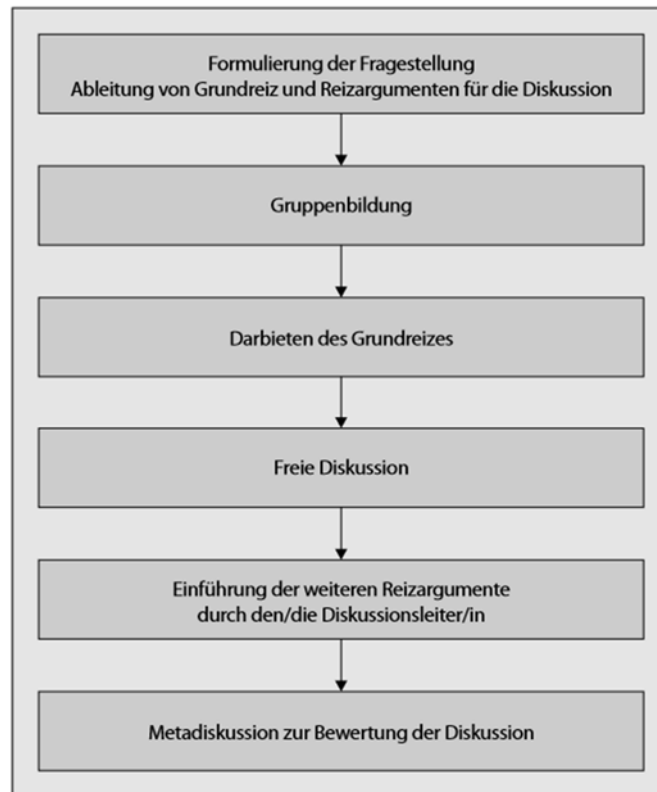 Formulierung der Fragestellung
Ableitung von Grundreiz und Reizargumenten für die Diskussion
Gruppenbildung
Darbieten des Grundreizes
Freie Diskussion
Einführung der weiteren Reizargumente
durch den/die Diskussionsleiter/in
Metadiskussion zur Bewertung der Diskussion